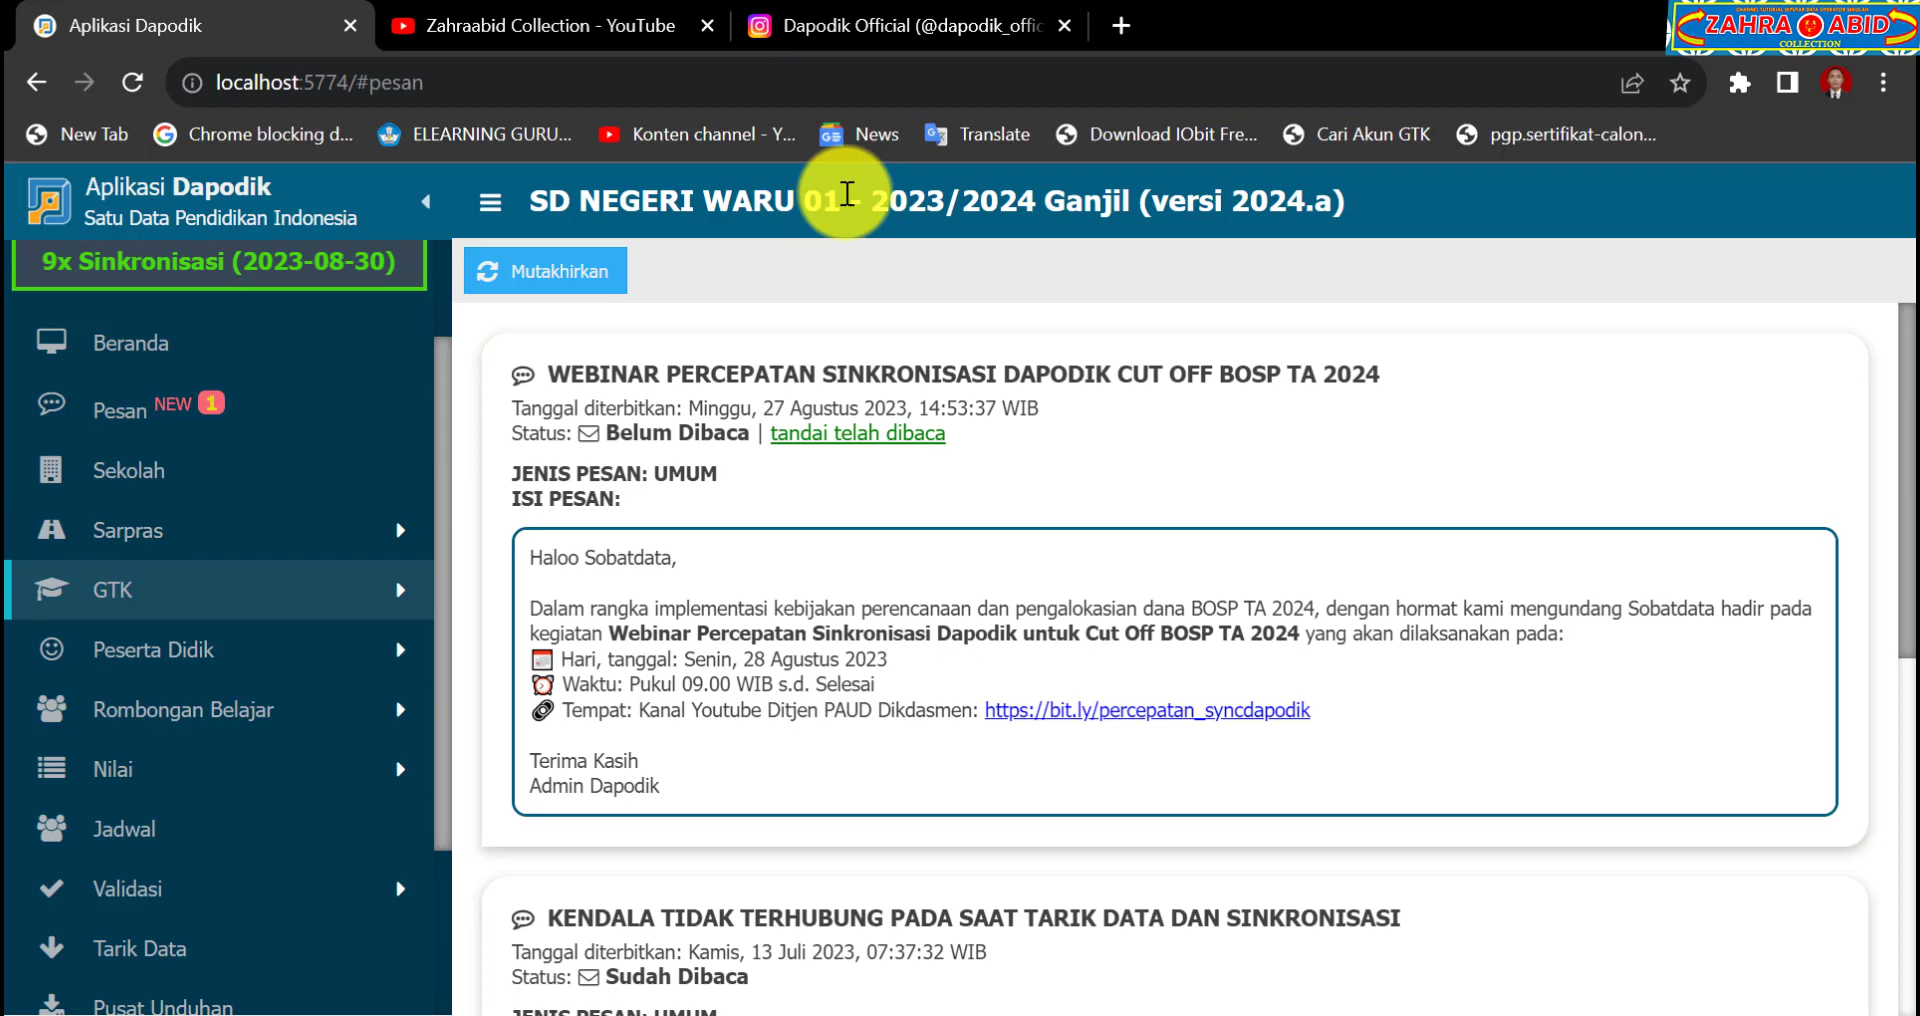 Aplikasi Dapodik
Zahraabid Collection - YouTube
Dapodik Official (@dapodik_offic
CHANNEL TUTORIAL SEPUTAR DATA OPERATOR SEKOLAH
ZAHRA ABID
COLLECTION
localhost:5774/#pesan
New Tab
Chrome blocking d...
ELEARNING GURU...
Konten channel - Y...
News
Translate
Download IObit Fre...
Cari Akun GTK
pgp.sertifikat-calon...
Aplikasi Dapodik
Satu Data Pendidikan Indonesia
SD NEGERI WARU 01 - 2023/2024 Ganjil (versi 2024.a)
9x Sinkronisasi (2023-08-30)
Mutakhirkan
Beranda
Pesan NEW 1
Sekolah
Sarpras
GTK
Peserta Didik
Rombongan Belajar
Nilai
Jadwal
Validasi
Tarik Data
Pusat Unduhan
WEBINAR PERCEPATAN SINKRONISASI DAPODIK CUT OFF BOSP TA 2024
Tanggal diterbitkan: Minggu, 27 Agustus 2023, 14:53:37 WIB
Status: Belum Dibaca | tandai telah dibaca
JENIS PESAN: UMUM
ISI PESAN:
Haloo Sobatdata,
Dalam rangka implementasi kebijakan perencanaan dan pengalokasian dana BOSP TA 2024, dengan hormat kami mengundang Sobatdata hadir pada
kegiatan Webinar Percepatan Sinkronisasi Dapodik untuk Cut Off BOSP TA 2024 yang akan dilaksanakan pada:
Hari, tanggal: Senin, 28 Agustus 2023
Waktu: Pukul 09.00 WIB s.d. Selesai
Tempat: Kanal Youtube Ditjen PAUD Dikdasmen: https://bit.ly/percepatan_syncdapodik
Terima Kasih
Admin Dapodik
KENDALA TIDAK TERHUBUNG PADA SAAT TARIK DATA DAN SINKRONISASI
Tanggal diterbitkan: Kamis, 13 Juli 2023, 07:37:32 WIB
Status: Sudah Dibaca
JENIS PESAN: UMUM